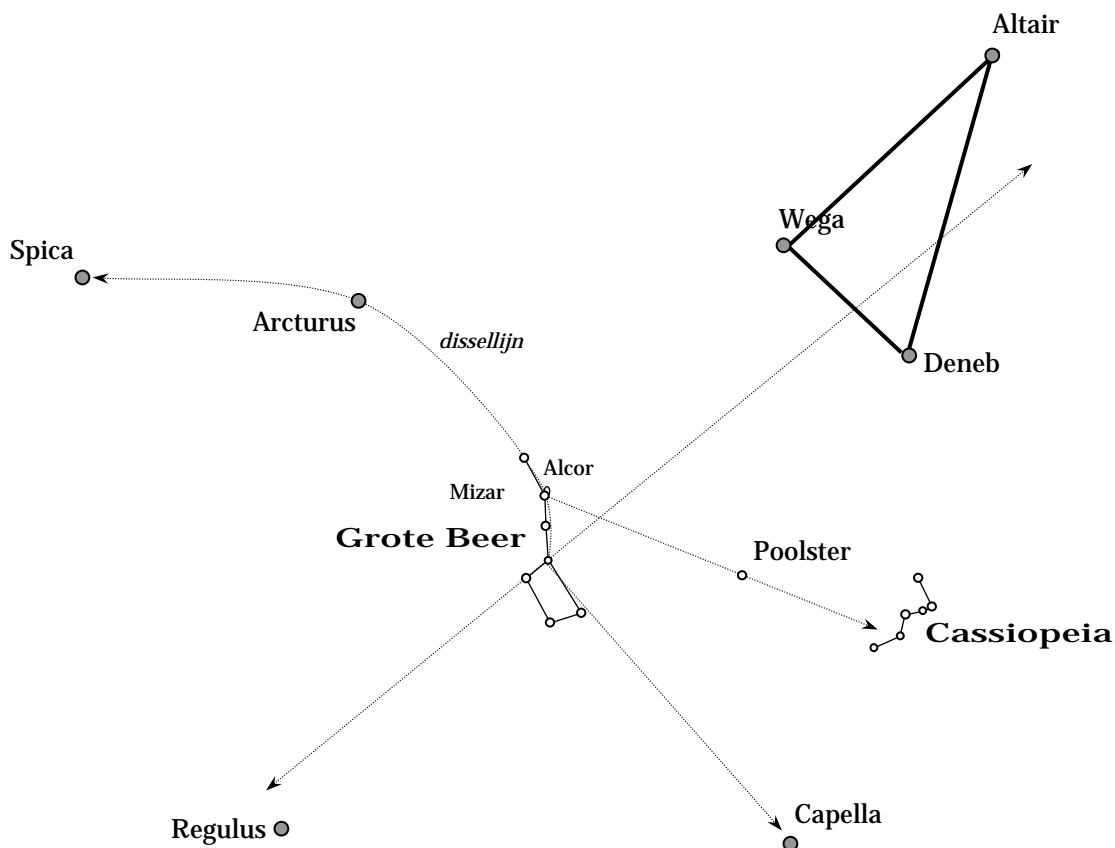 Altair
Wega
Spica
Arcturus
dissellijn
Deneb
Alcor
Mizar
Grote Beer
Poolster
Cassiopeia
Capella
Regulus